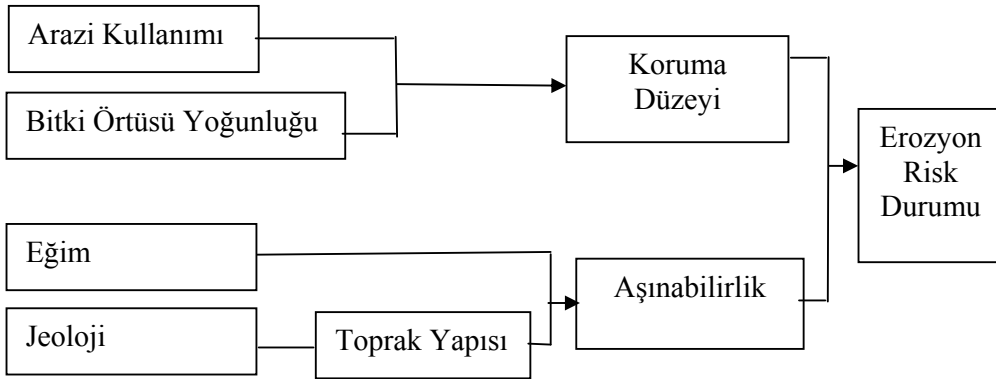 Arazi Kullanımı
Bitki Örtüsü Yoğunluğu
Koruma
Düzeyi
Erozyon
Risk
Durumu
Eğim
Jeoloji
Toprak Yapısı
Aşınabilirlik